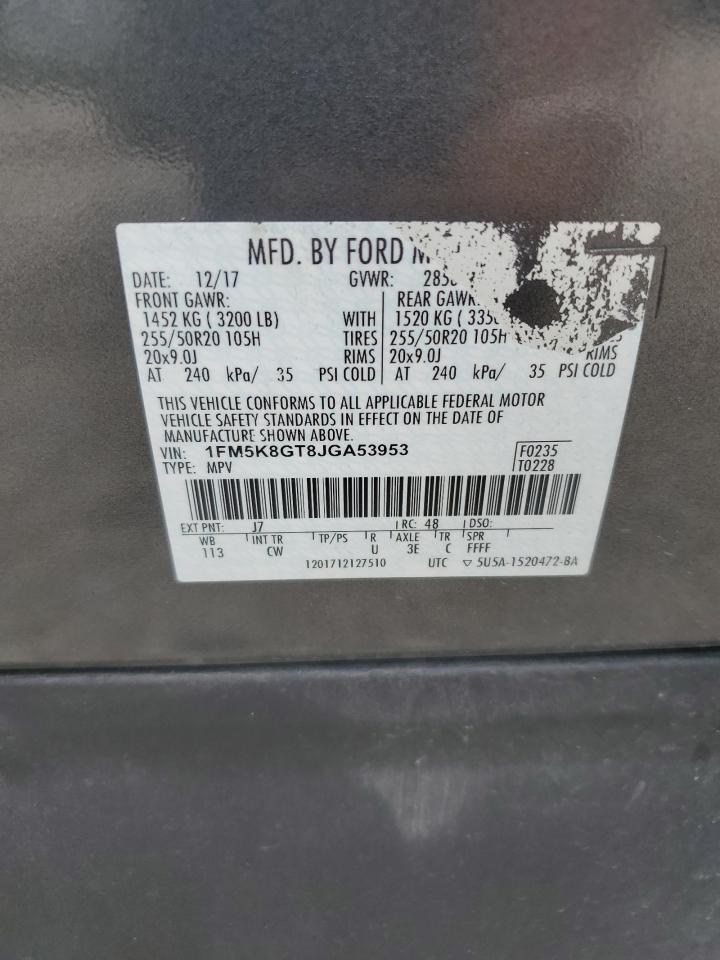 MFD. BY FORD
DATE: 12/17 GVWR:
FRONT GAWR: REAR GAWR:
1452 KG ( 3200 LB) WITH 1520 KG (
255/50R20 105H TIRES 255/50R20 105H
20x9.0J RIMS 20x9.0J RIMS
AT 240 kPa/ 35 PSI COLD AT 240 kPa/ 35 PSI COLD
THIS VEHICLE CONFORMS TO ALL APPLICABLE FEDERAL MOTOR
VEHICLE SAFETY STANDARDS IN EFFECT ON THE DATE OF
MANUFACTURE SHOWN ABOVE.
VIN: 1FM5K8GT8JGA53953 F0235
TYPE: MPV T0228
EXT PNT: J7 RC: 48 DSO:
WB INT TR TP/PS R AXLE TR SPR
113 CW U 3E C FFFF
1201712127510 UTC ▽ 5U5A-1520472-BA